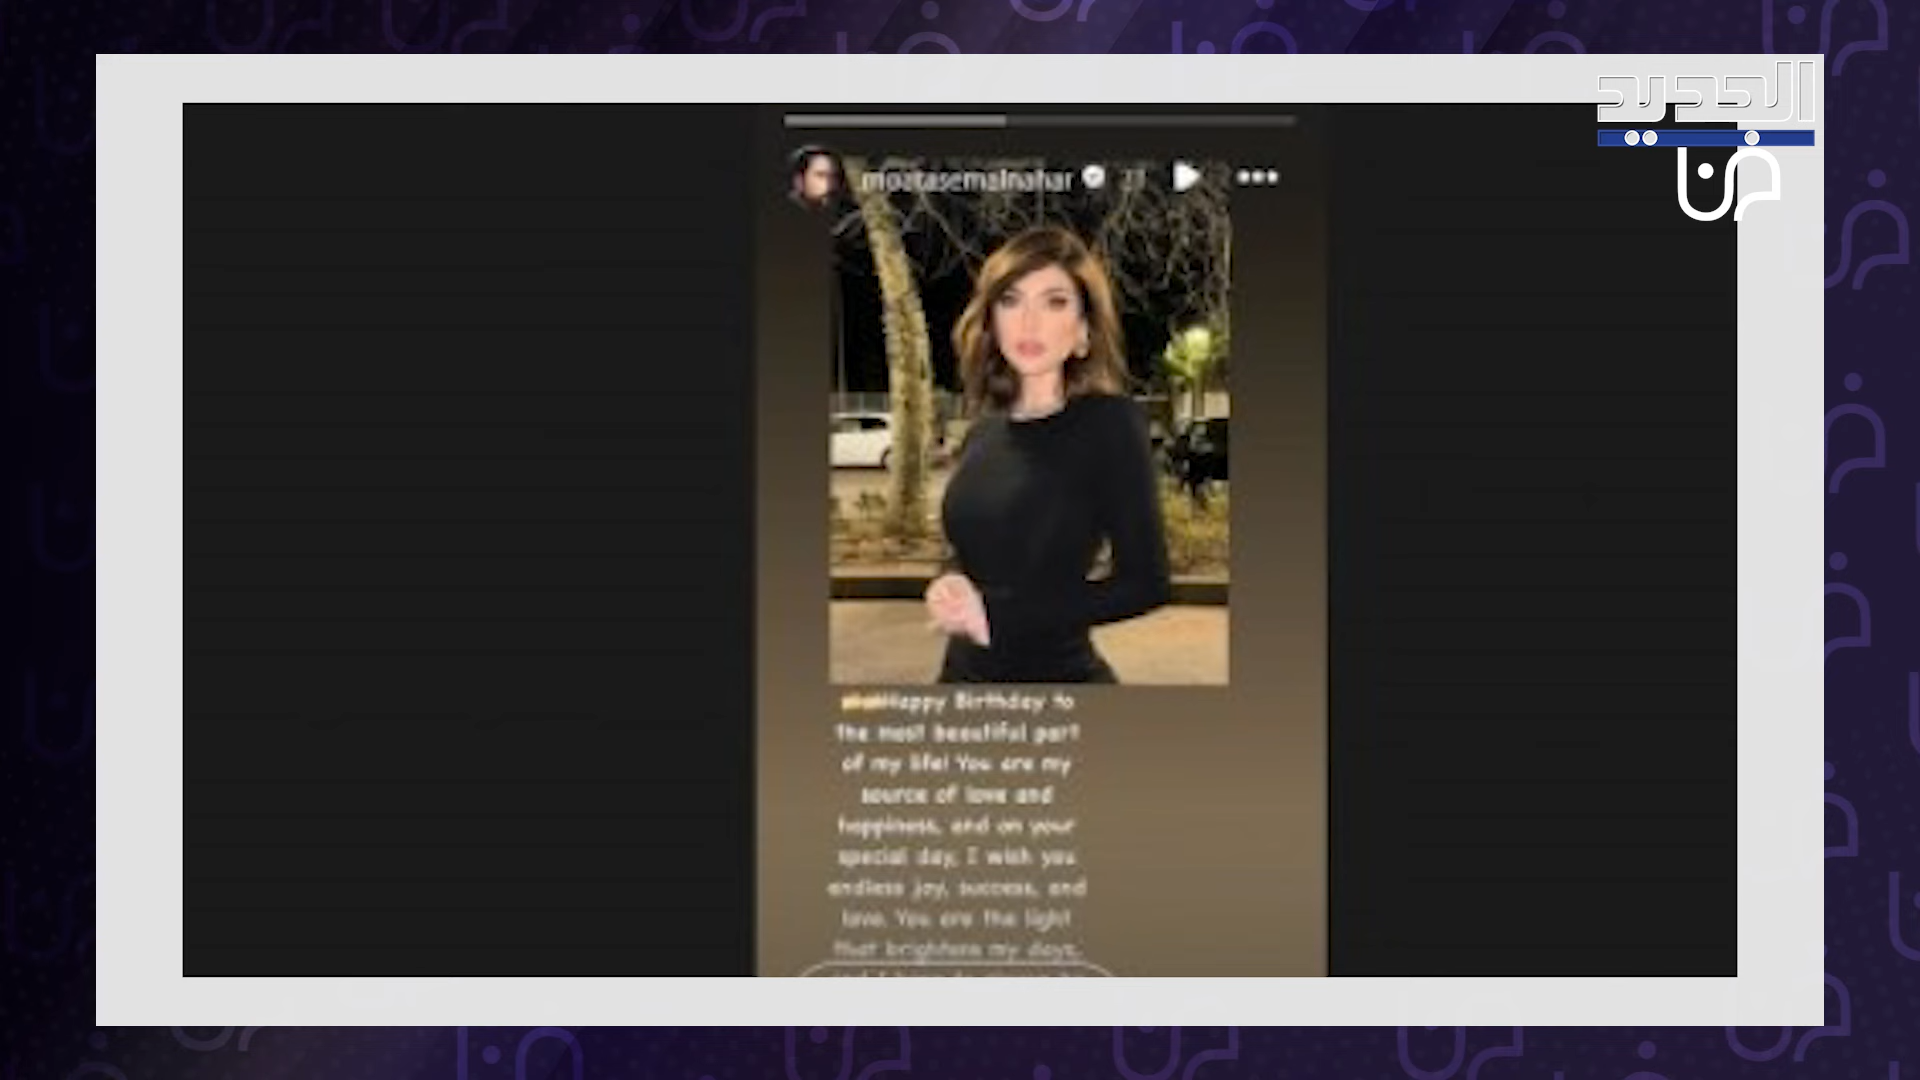 الجديد
فن
moatasemalnahar
Happy Birthday to
the most beautiful part
of my life! You are my
source of love and
happiness, and on your
special day, I wish you
endless joy, success, and
love. You are the light
that brightens my days,